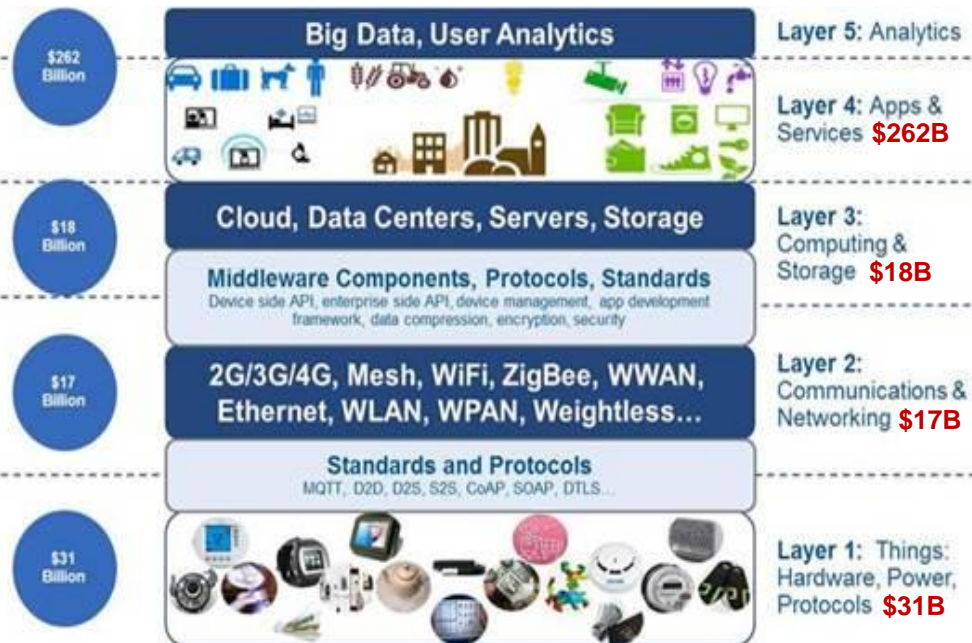 $262
Billion
Big Data, User Analytics
Layer 5: Analytics
Layer 4: Apps &
Services $262B
$18
Billion
Cloud, Data Centers, Servers, Storage
Layer 3:
Computing &
Storage $18B
Middleware Components, Protocols, Standards
Device side API, enterprise side API, device management, app development
framework, data compression, encryption, security
$17
Billion
2G/3G/4G, Mesh, WiFi, ZigBee, WWAN,
Ethernet, WLAN, WPAN, Weightless...
Layer 2:
Communications &
Networking $17B
Standards and Protocols
MQTT, D2D, D2S, S2S, CoAP, SOAP, DTLS...
$31
Billion
Layer 1: Things:
Hardware, Power,
Protocols $31B